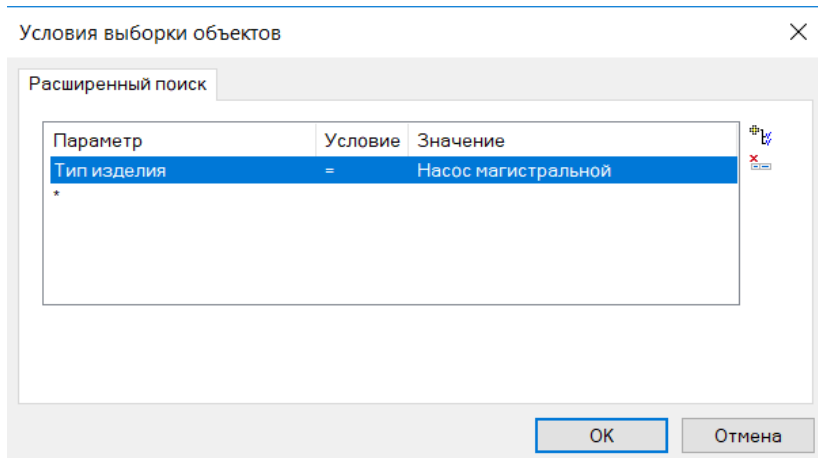 Условия выборки объектов
Расширенный поиск
Параметр Условие Значение
Тип изделия = Насос магистральной
*
OK Отмена